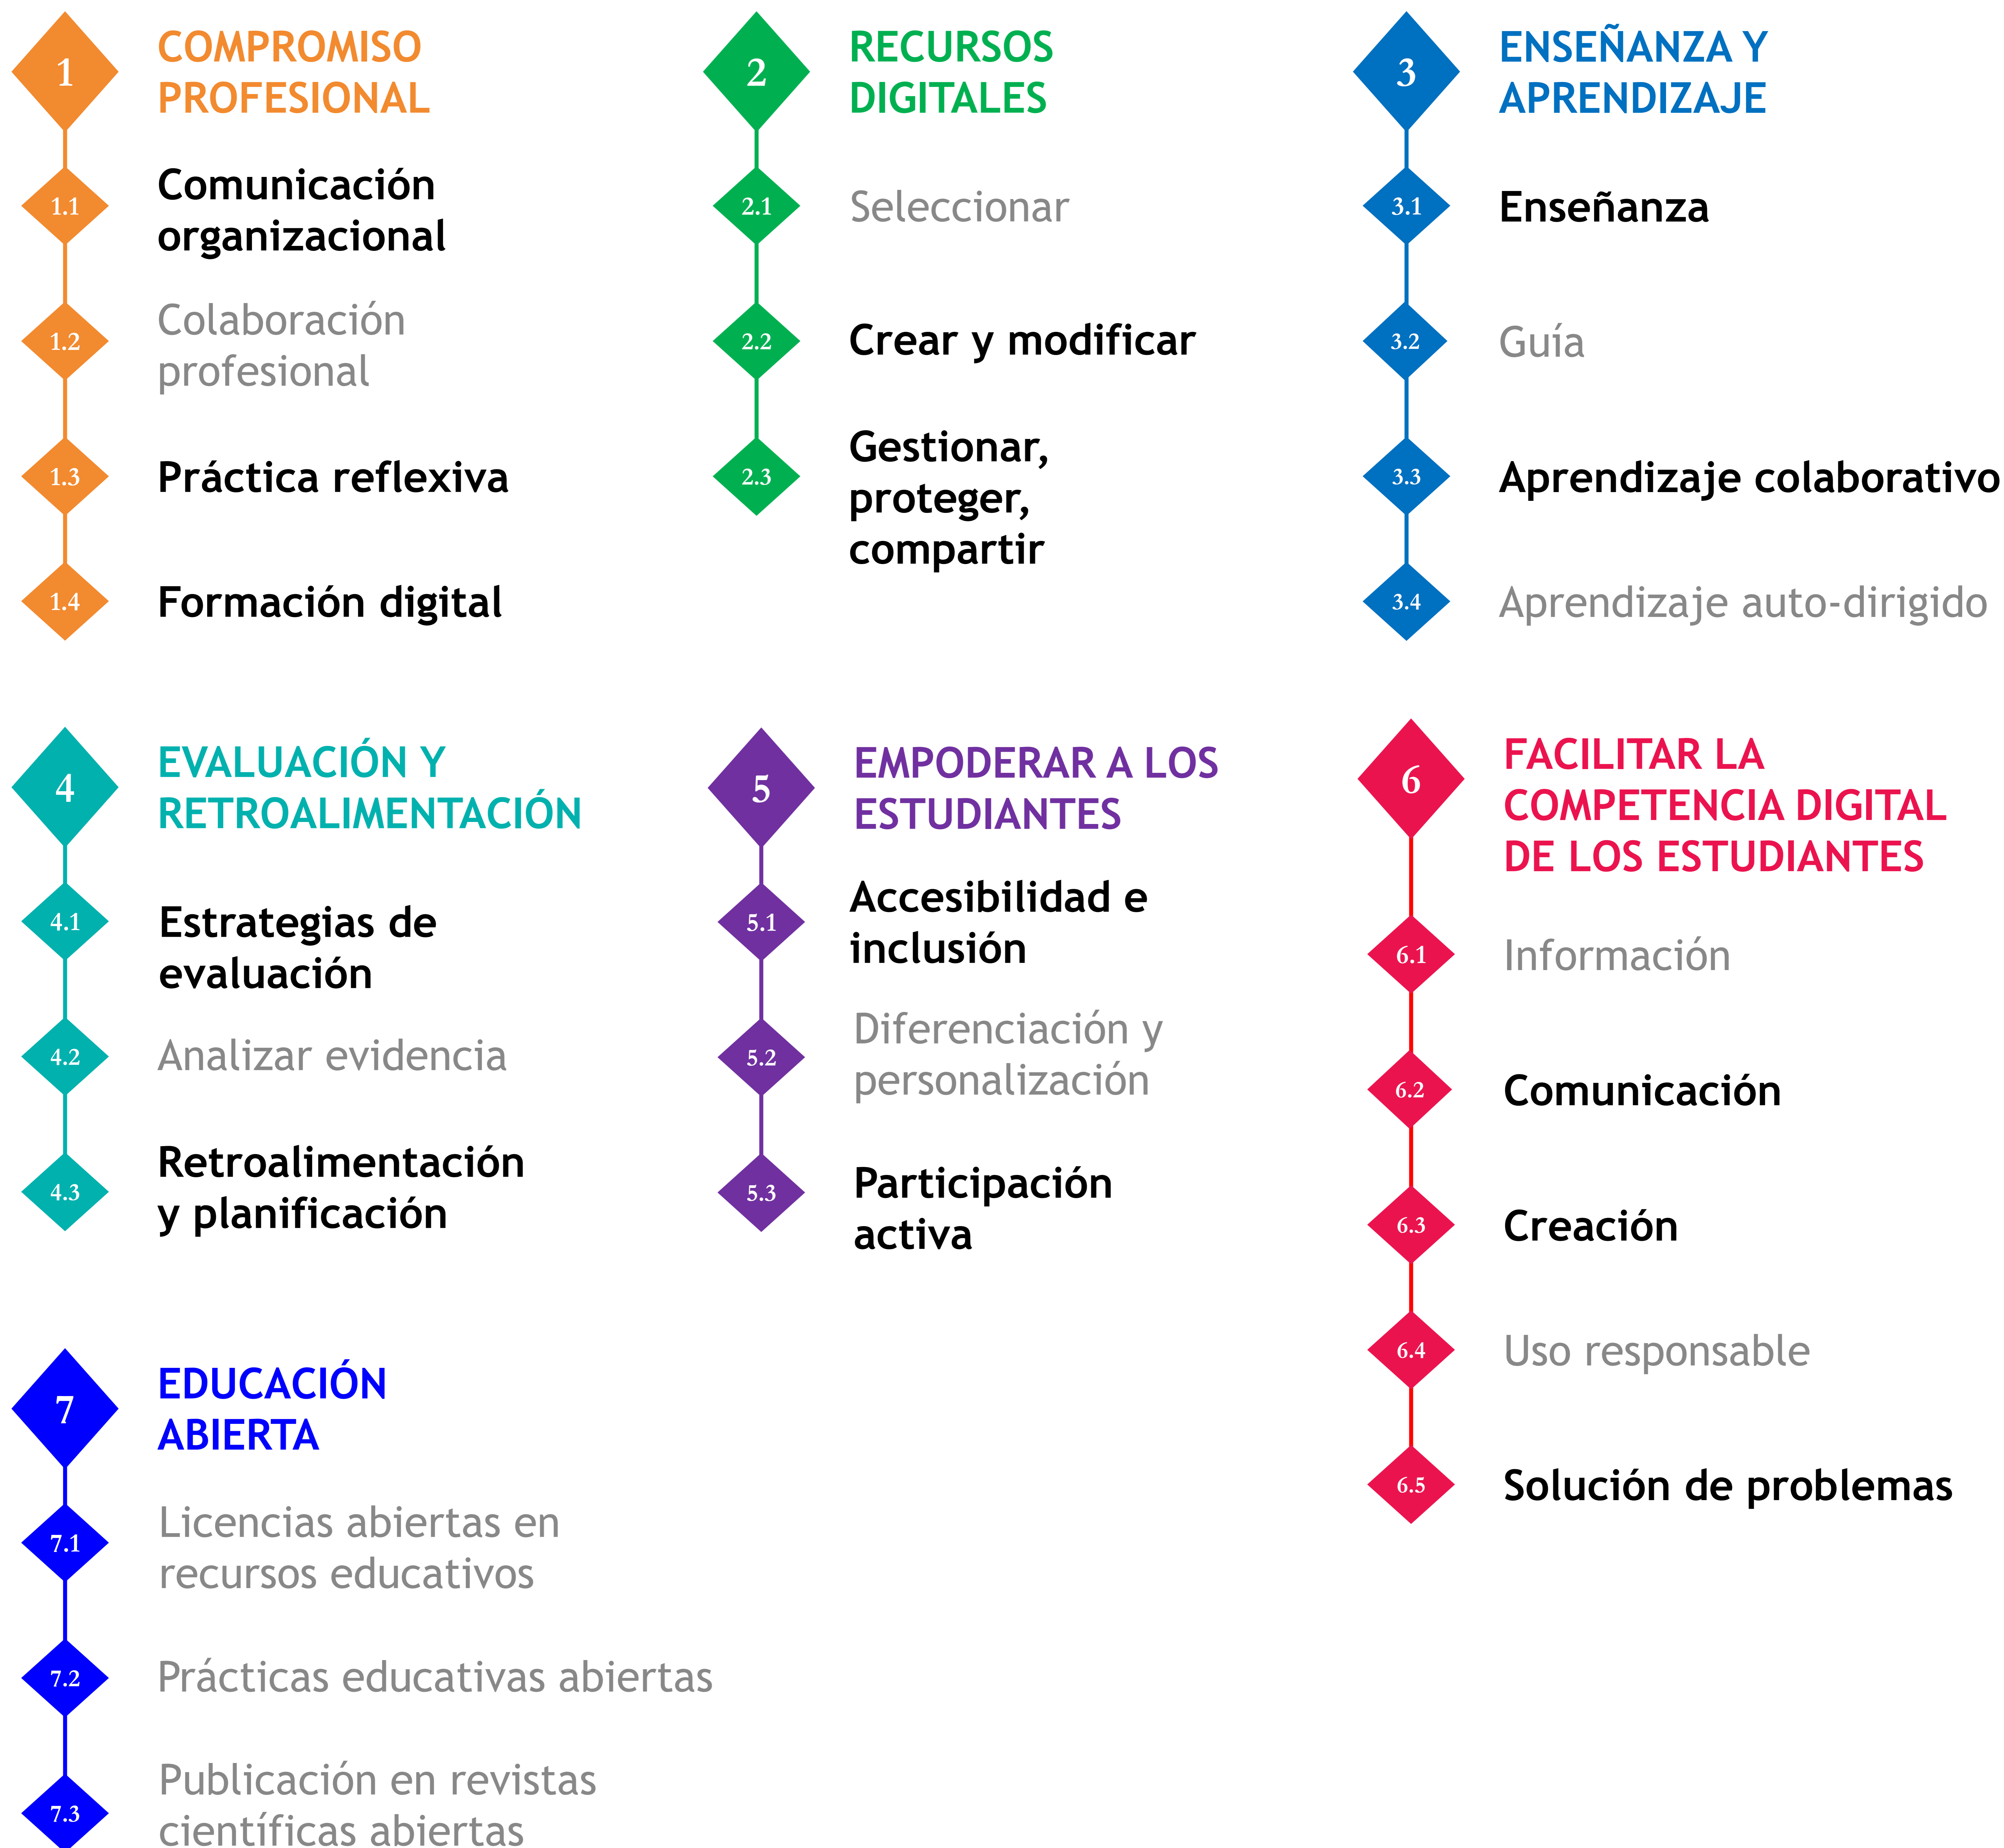 1
COMPROMISO
PROFESIONAL
1.1
Comunicación
organizacional
1.2
Colaboración
profesional
1.3
Práctica reflexiva
1.4
Formación digital
2
RECURSOS
DIGITALES
2.1
Seleccionar
2.2
Crear y modificar
2.3
Gestionar,
proteger,
compartir
3
ENSEÑANZA Y
APRENDIZAJE
3.1
Enseñanza
3.2
Guía
3.3
Aprendizaje colaborativo
3.4
Aprendizaje auto-dirigido
4
EVALUACIÓN Y
RETROALIMENTACIÓN
4.1
Estrategias de
evaluación
4.2
Analizar evidencia
4.3
Retroalimentación
y planificación
5
EMPODERAR A LOS
ESTUDIANTES
5.1
Accesibilidad e
inclusión
5.2
Diferenciación y
personalización
5.3
Participación
activa
6
FACILITAR LA
COMPETENCIA DIGITAL
DE LOS ESTUDIANTES
6.1
Información
6.2
Comunicación
6.3
Creación
6.4
Uso responsable
6.5
Solución de problemas
7
EDUCACIÓN
ABIERTA
7.1
Licencias abiertas en
recursos educativos
7.2
Prácticas educativas abiertas
7.3
Publicación en revistas
científicas abiertas